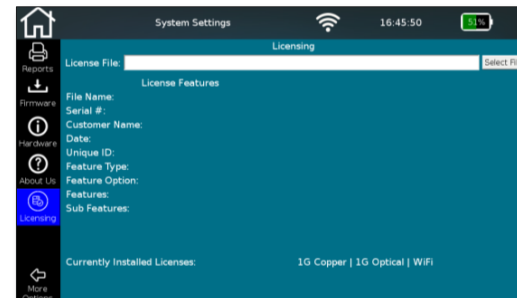 System Settings 16:45:50 51%
Licensing
Reports
License File: Select Fi
License Features
Firmware
File Name:
Serial #:
Customer Name:
Hardware
Date:
Unique ID:
Feature Type:
About Us
Feature Option:
Features:
Sub Features:
Licensing
Currently Installed Licenses: 1G Copper | 1G Optical | WiFi
More
Options